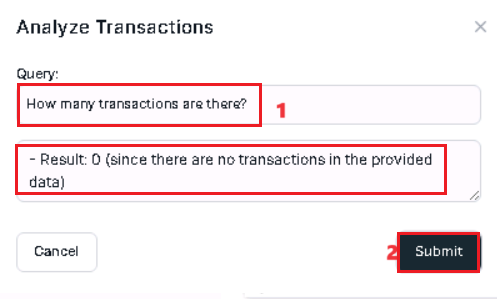 Analyze Transactions ×
Query:
How many transactions are there? 1
- Result: 0 (since there are no transactions in the provided
data)
Cancel 2 Submit